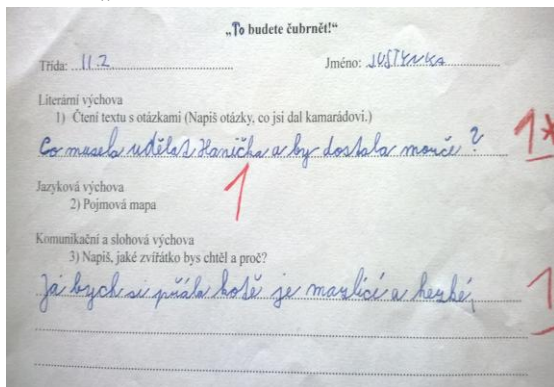 „To budete čubrnět!“
Třída: II.2 Jméno: JUSTYNKA
Literární výchova
1) Čtení textu s otázkami (Napiš otázky, co jsi dal kamarádovi.)
Co musela udělat Hanička a by dostala morče? 1*
Jazyková výchova
2) Pojmová mapa 1
Komunikační a slohová výchova
3) Napiš, jaké zvířátko bys chtěl a proč?
Já bych si přála kotě je mazlicí a hezké, 1